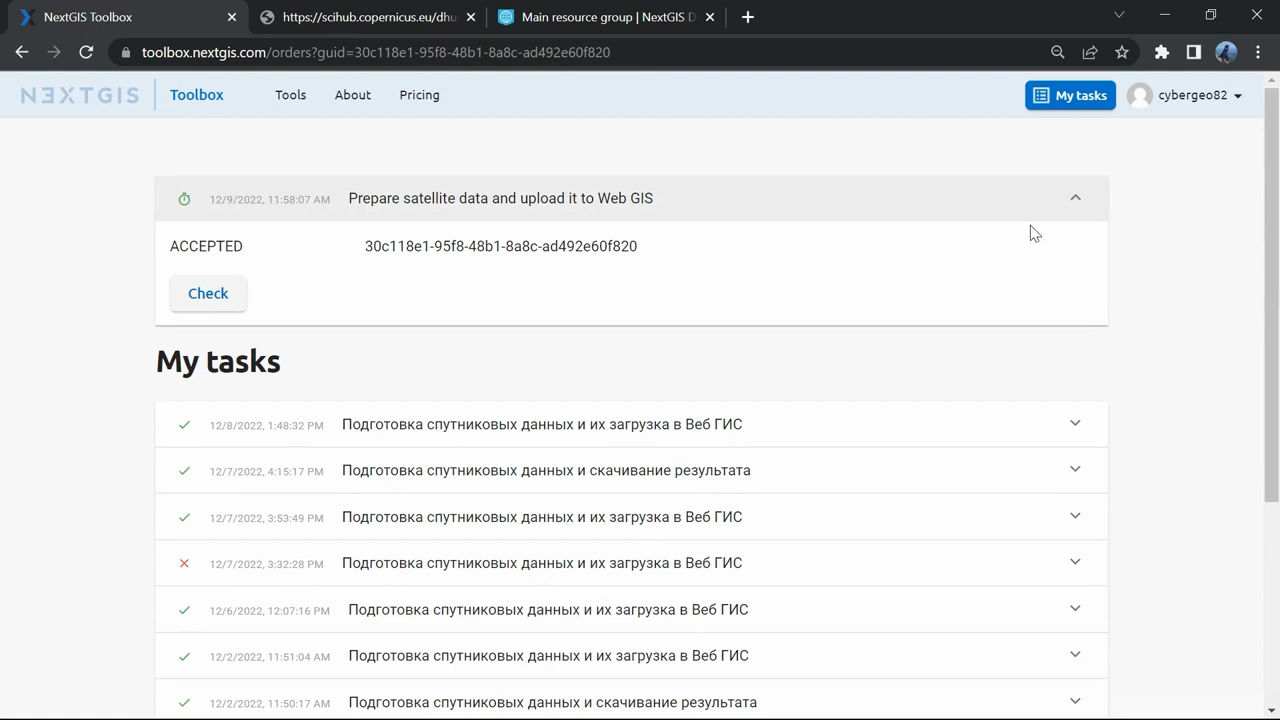 NextGIS Toolbox
https://scihub.copernicus.eu/dhu
Main resource group | NextGIS D
toolbox.nextgis.com/orders?guid=30c118e1-95f8-48b1-8a8c-ad492e60f820
NEXTGIS Toolbox Tools About Pricing My tasks cybergeo82
12/9/2022, 11:58:07 AM Prepare satellite data and upload it to Web GIS
ACCEPTED 30c118e1-95f8-48b1-8a8c-ad492e60f820
Check
My tasks
12/8/2022, 1:48:32 PM Подготовка спутниковых данных и их загрузка в Веб ГИС
12/7/2022, 4:15:17 PM Подготовка спутниковых данных и скачивание результата
12/7/2022, 3:53:49 PM Подготовка спутниковых данных и их загрузка в Веб ГИС
12/7/2022, 3:32:28 PM Подготовка спутниковых данных и их загрузка в Веб ГИС
12/6/2022, 12:07:16 PM Подготовка спутниковых данных и их загрузка в Веб ГИС
12/2/2022, 11:51:04 AM Подготовка спутниковых данных и их загрузка в Веб ГИС
12/2/2022, 11:50:17 AM Подготовка спутниковых данных и скачивание результата